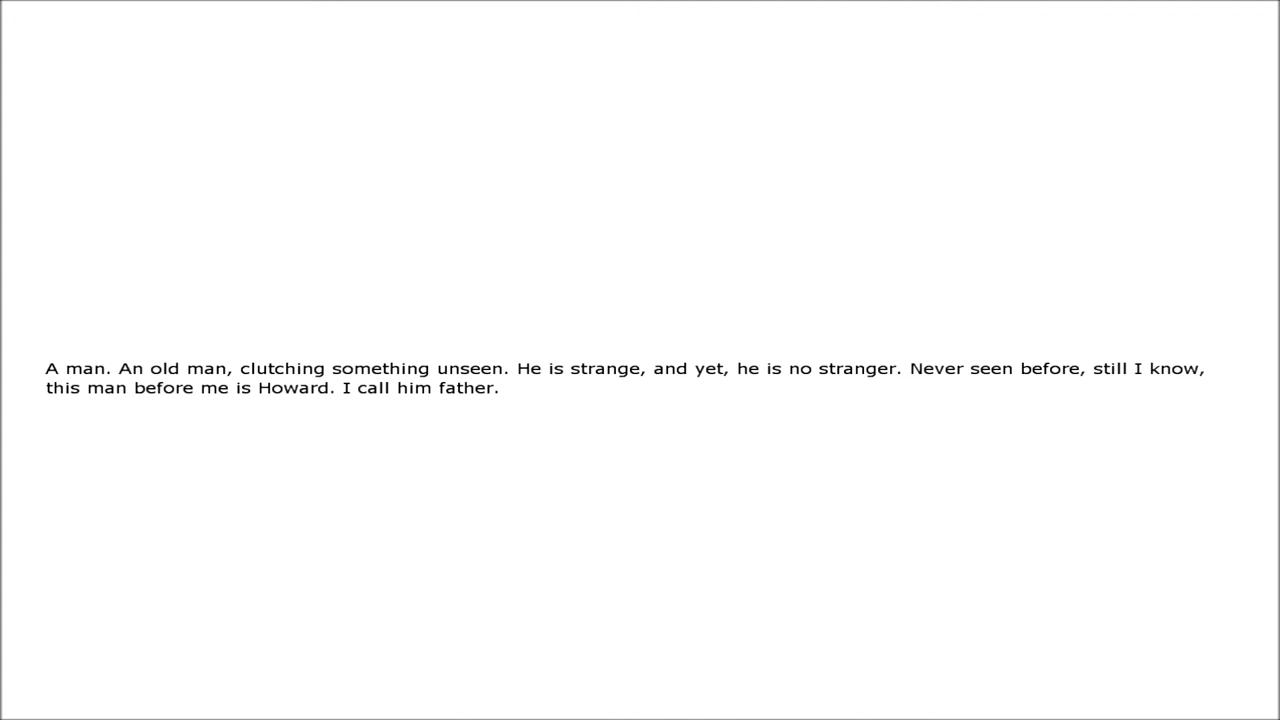 A man. An old man, clutching something unseen. He is strange, and yet, he is no stranger. Never seen before, still I know,
this man before me is Howard. I call him father.